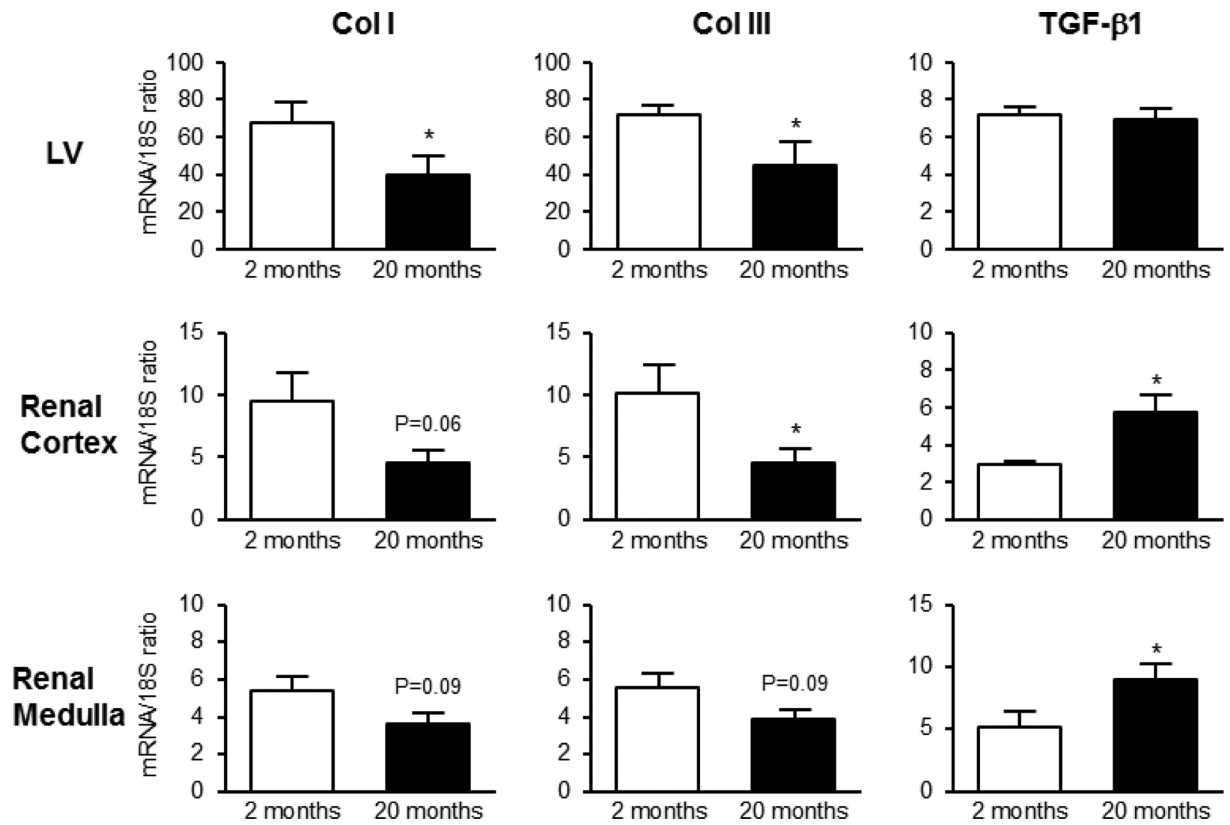 Col I
Col III
TGF-β1
LV
mRNA/18S ratio
100
80
60
40
20
0
*
2 months
20 months
100
80
60
40
20
0
*
2 months
20 months
10
8
6
4
2
0
2 months
20 months
Renal
Cortex
mRNA/18S ratio
15
10
5
0
P=0.06
2 months
20 months
15
10
5
0
*
2 months
20 months
10
8
6
4
2
0
*
2 months
20 months
Renal
Medulla
mRNA/18S ratio
10
8
6
4
2
0
P=0.09
2 months
20 months
10
8
6
4
2
0
P=0.09
2 months
20 months
15
10
5
0
*
2 months
20 months